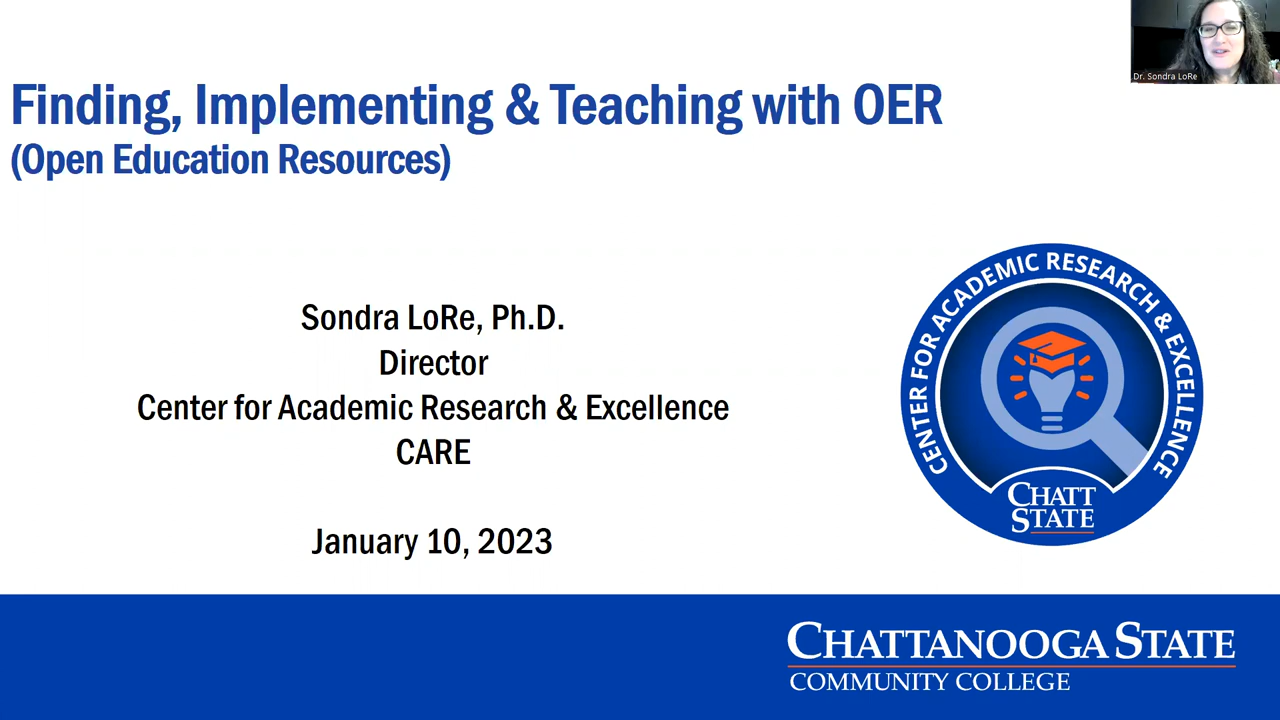 Dr. Sondra LoRe
Finding, Implementing & Teaching with OER
(Open Education Resources)
Sondra LoRe, Ph.D.
Director
Center for Academic Research & Excellence
CARE
January 10, 2023
CENTER FOR ACADEMIC RESEARCH & EXCELLENCE
CHATT
STATE
CHATTANOOGA STATE
COMMUNITY COLLEGE